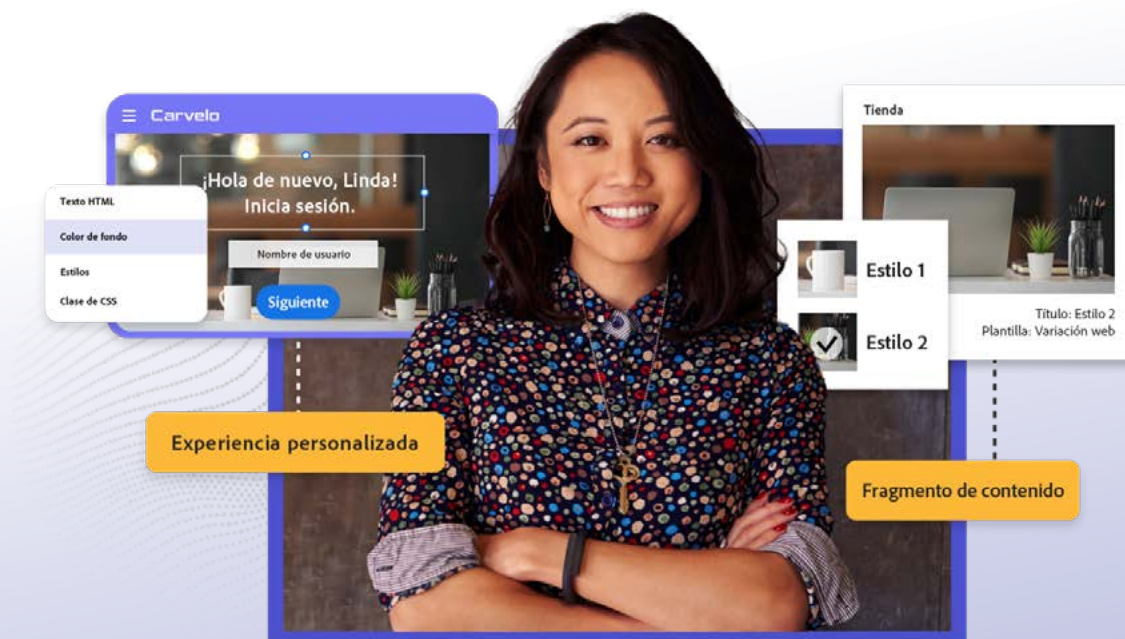 Carvelo
¡Hola de nuevo, Linda!
Inicia sesión.
Nombre de usuario
Siguiente
Texto HTML
Color de fondo
Estilos
Clase de CSS
Experiencia personalizada
Tienda
Estilo 1
Estilo 2
Título: Estilo 2
Plantilla: Variación web
Fragmento de contenido